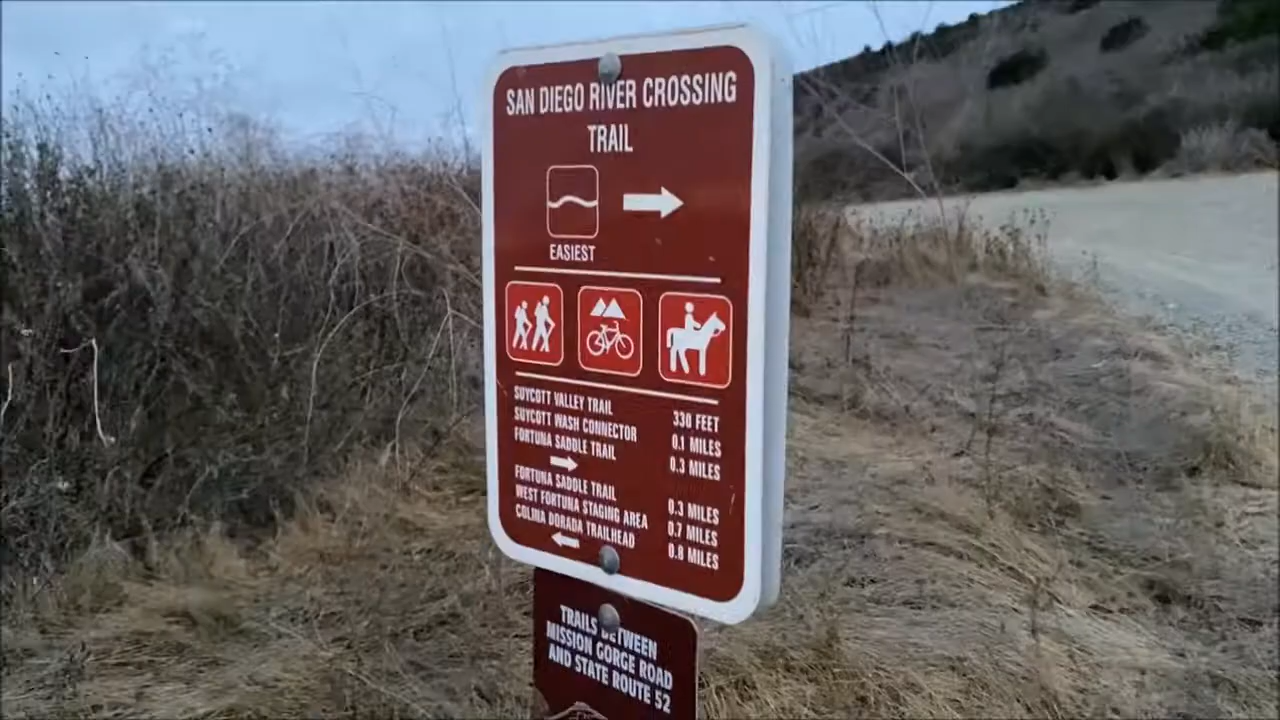 SAN DIEGO RIVER CROSSING
TRAIL
EASIEST
SUYCOTT VALLEY TRAIL 330 FEET
SUYCOTT WASH CONNECTOR 0.1 MILES
FORTUNA SADDLE TRAIL 0.3 MILES
FORTUNA SADDLE TRAIL 0.3 MILES
WEST FORTUNA STAGING AREA 0.7 MILES
COLINA DORADA TRAILHEAD 0.8 MILES
TRAILS BETWEEN
MISSION GORGE ROAD
AND STATE ROUTE 52